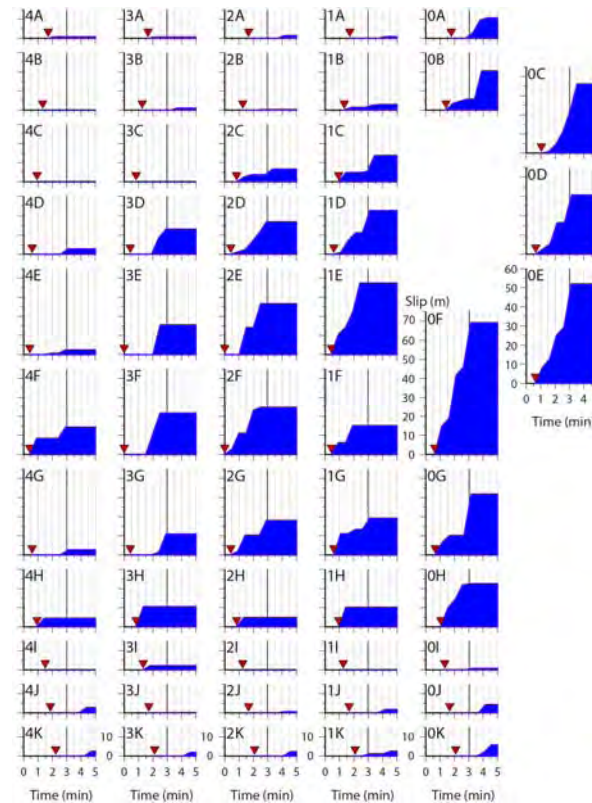 4A 3A 2A 1A 0A
4B 3B 2B 1B 0B
0C
4C 3C 2C 1C
0D
4D 3D 2D 1D
4E 3E 2E 1E
60 0E
50
40
30
20
10
0
0 1 2 3 4
Time (min)
Slip (m)
70 0F
60
50
40
30
20
10
0
4F 3F 2F 1F
4G 3G 2G 1G 0G
4H 3H 2H 1H 0H
4I 3I 2I 1I 0I
4J 3J 2J 1J 0J
4K 10 3K 10 2K 10 1K 10 0K
0 0 0 0
0 1 2 3 4 5 0 1 2 3 4 5 0 1 2 3 4 5 0 1 2 3 4 5 0 1 2 3 4 5
Time (min) Time (min) Time (min) Time (min) Time (min)